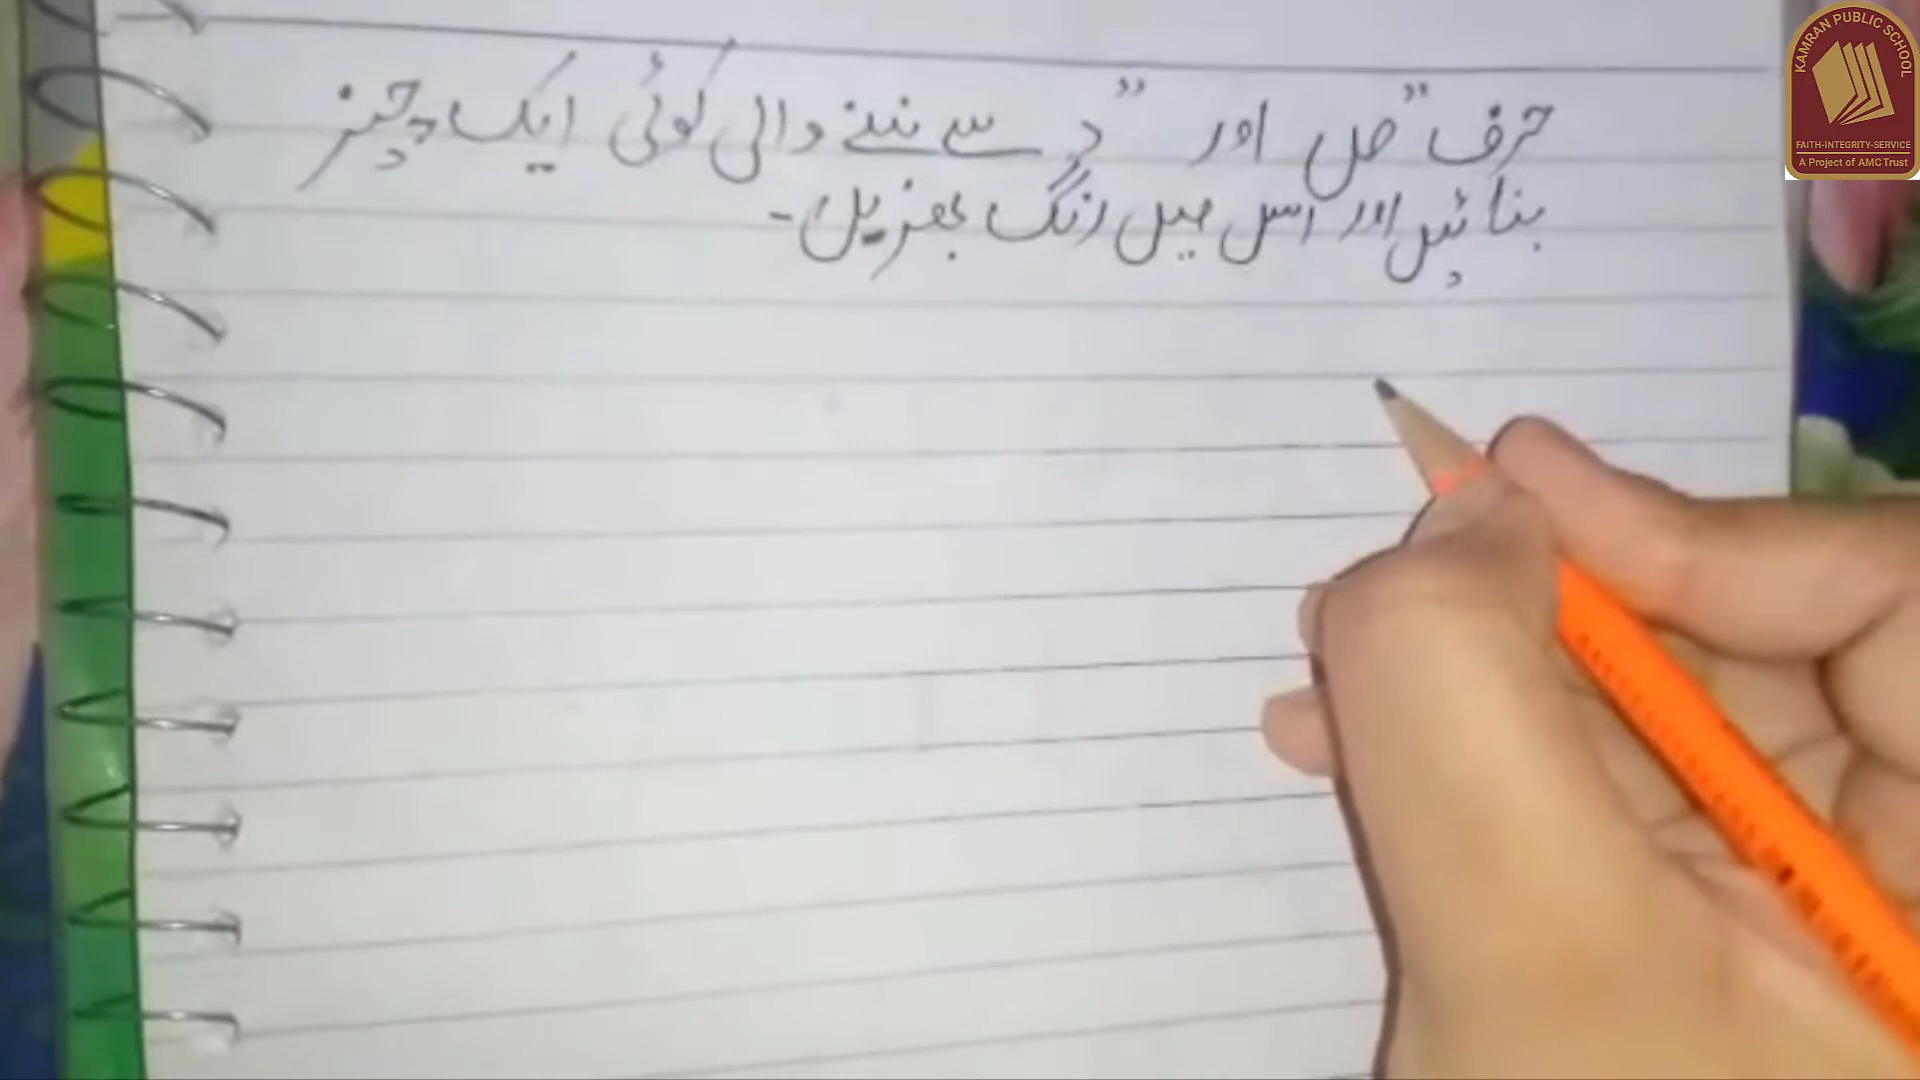 حرف "ص اور "د" سے بننے والی کوئی ایک چیز
بنائیں اور اس میں رنگ بھریں-
KAMRAN PUBLIC SCHOOL
FAITH-INTEGRITY-SERVICE
A Project of AMC Trust